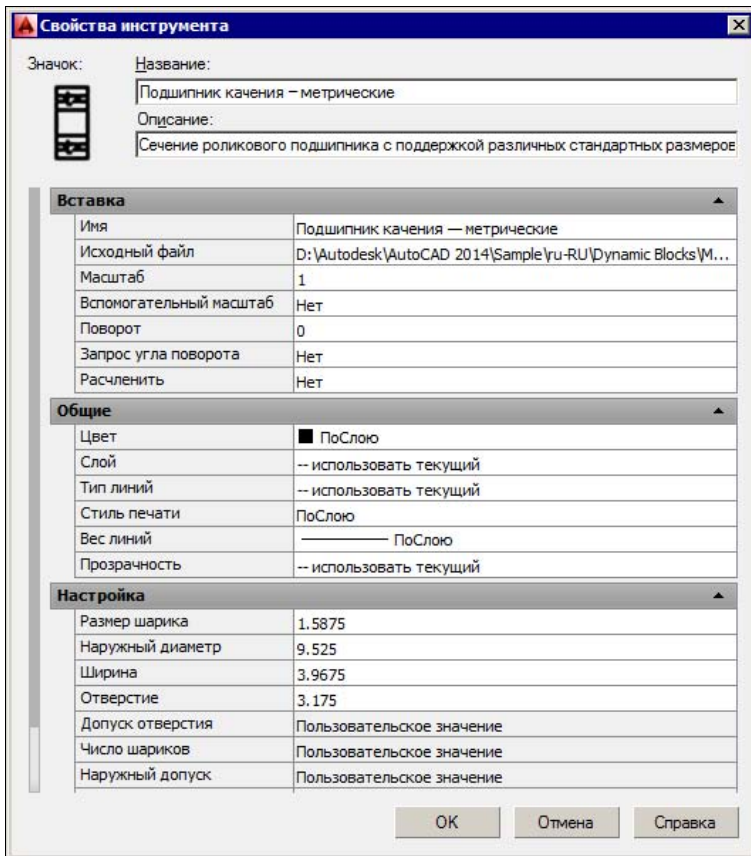 Свойства инструмента
Значок:
Название:
Подшипник качения – метрические
Описание:
Сечение роликового подшипника с поддержкой различных стандартных размеров
Вставка
Имя Подшипник качения — метрические
Исходный файл D:\Autodesk\AutoCAD 2014\Sample\ru-RU\Dynamic Blocks\M...
Масштаб 1
Вспомогательный масштаб Нет
Поворот 0
Запрос угла поворота Нет
Расчленить Нет
Общие
Цвет ПоСлою
Слой -- использовать текущий
Тип линий -- использовать текущий
Стиль печати ПоСлою
Вес линий ПоСлою
Прозрачность -- использовать текущий
Настройка
Размер шарика 1.5875
Наружный диаметр 9.525
Ширина 3.9675
Отверстие 3.175
Допуск отверстия Пользовательское значение
Число шариков Пользовательское значение
Наружный допуск Пользовательское значение
OK Отмена Справка